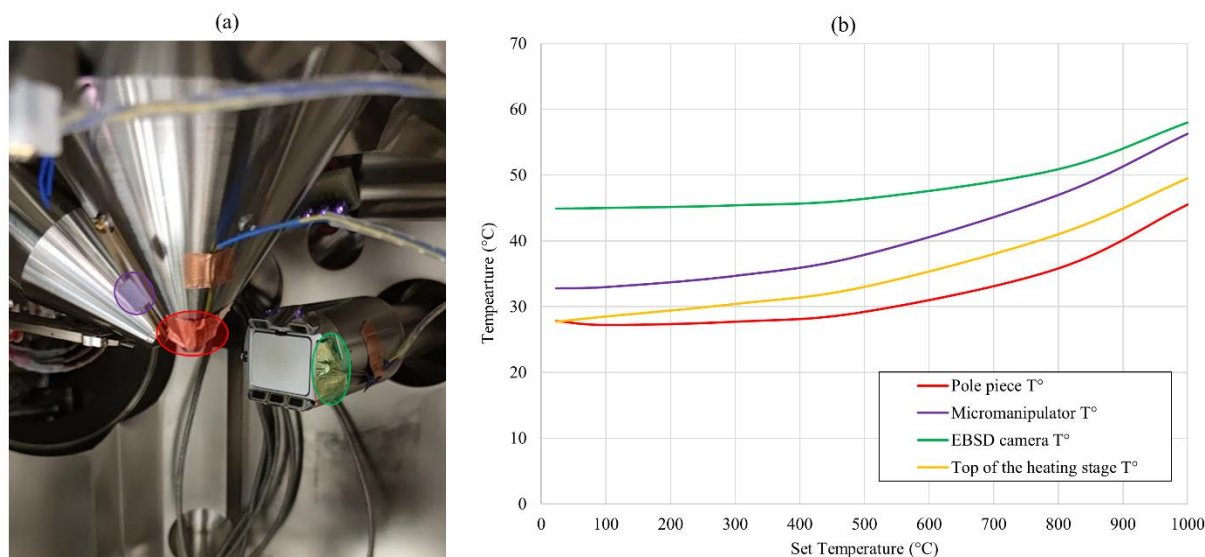 (a)
(b)
70
60
50
40
30
20
10
0
Tempearture (°C)
0
100
200
300
400
500
600
700
800
900
1000
Set Temperature (°C)
Pole piece T°
Micromanipulator T°
EBSD camera T°
Top of the heating stage T°